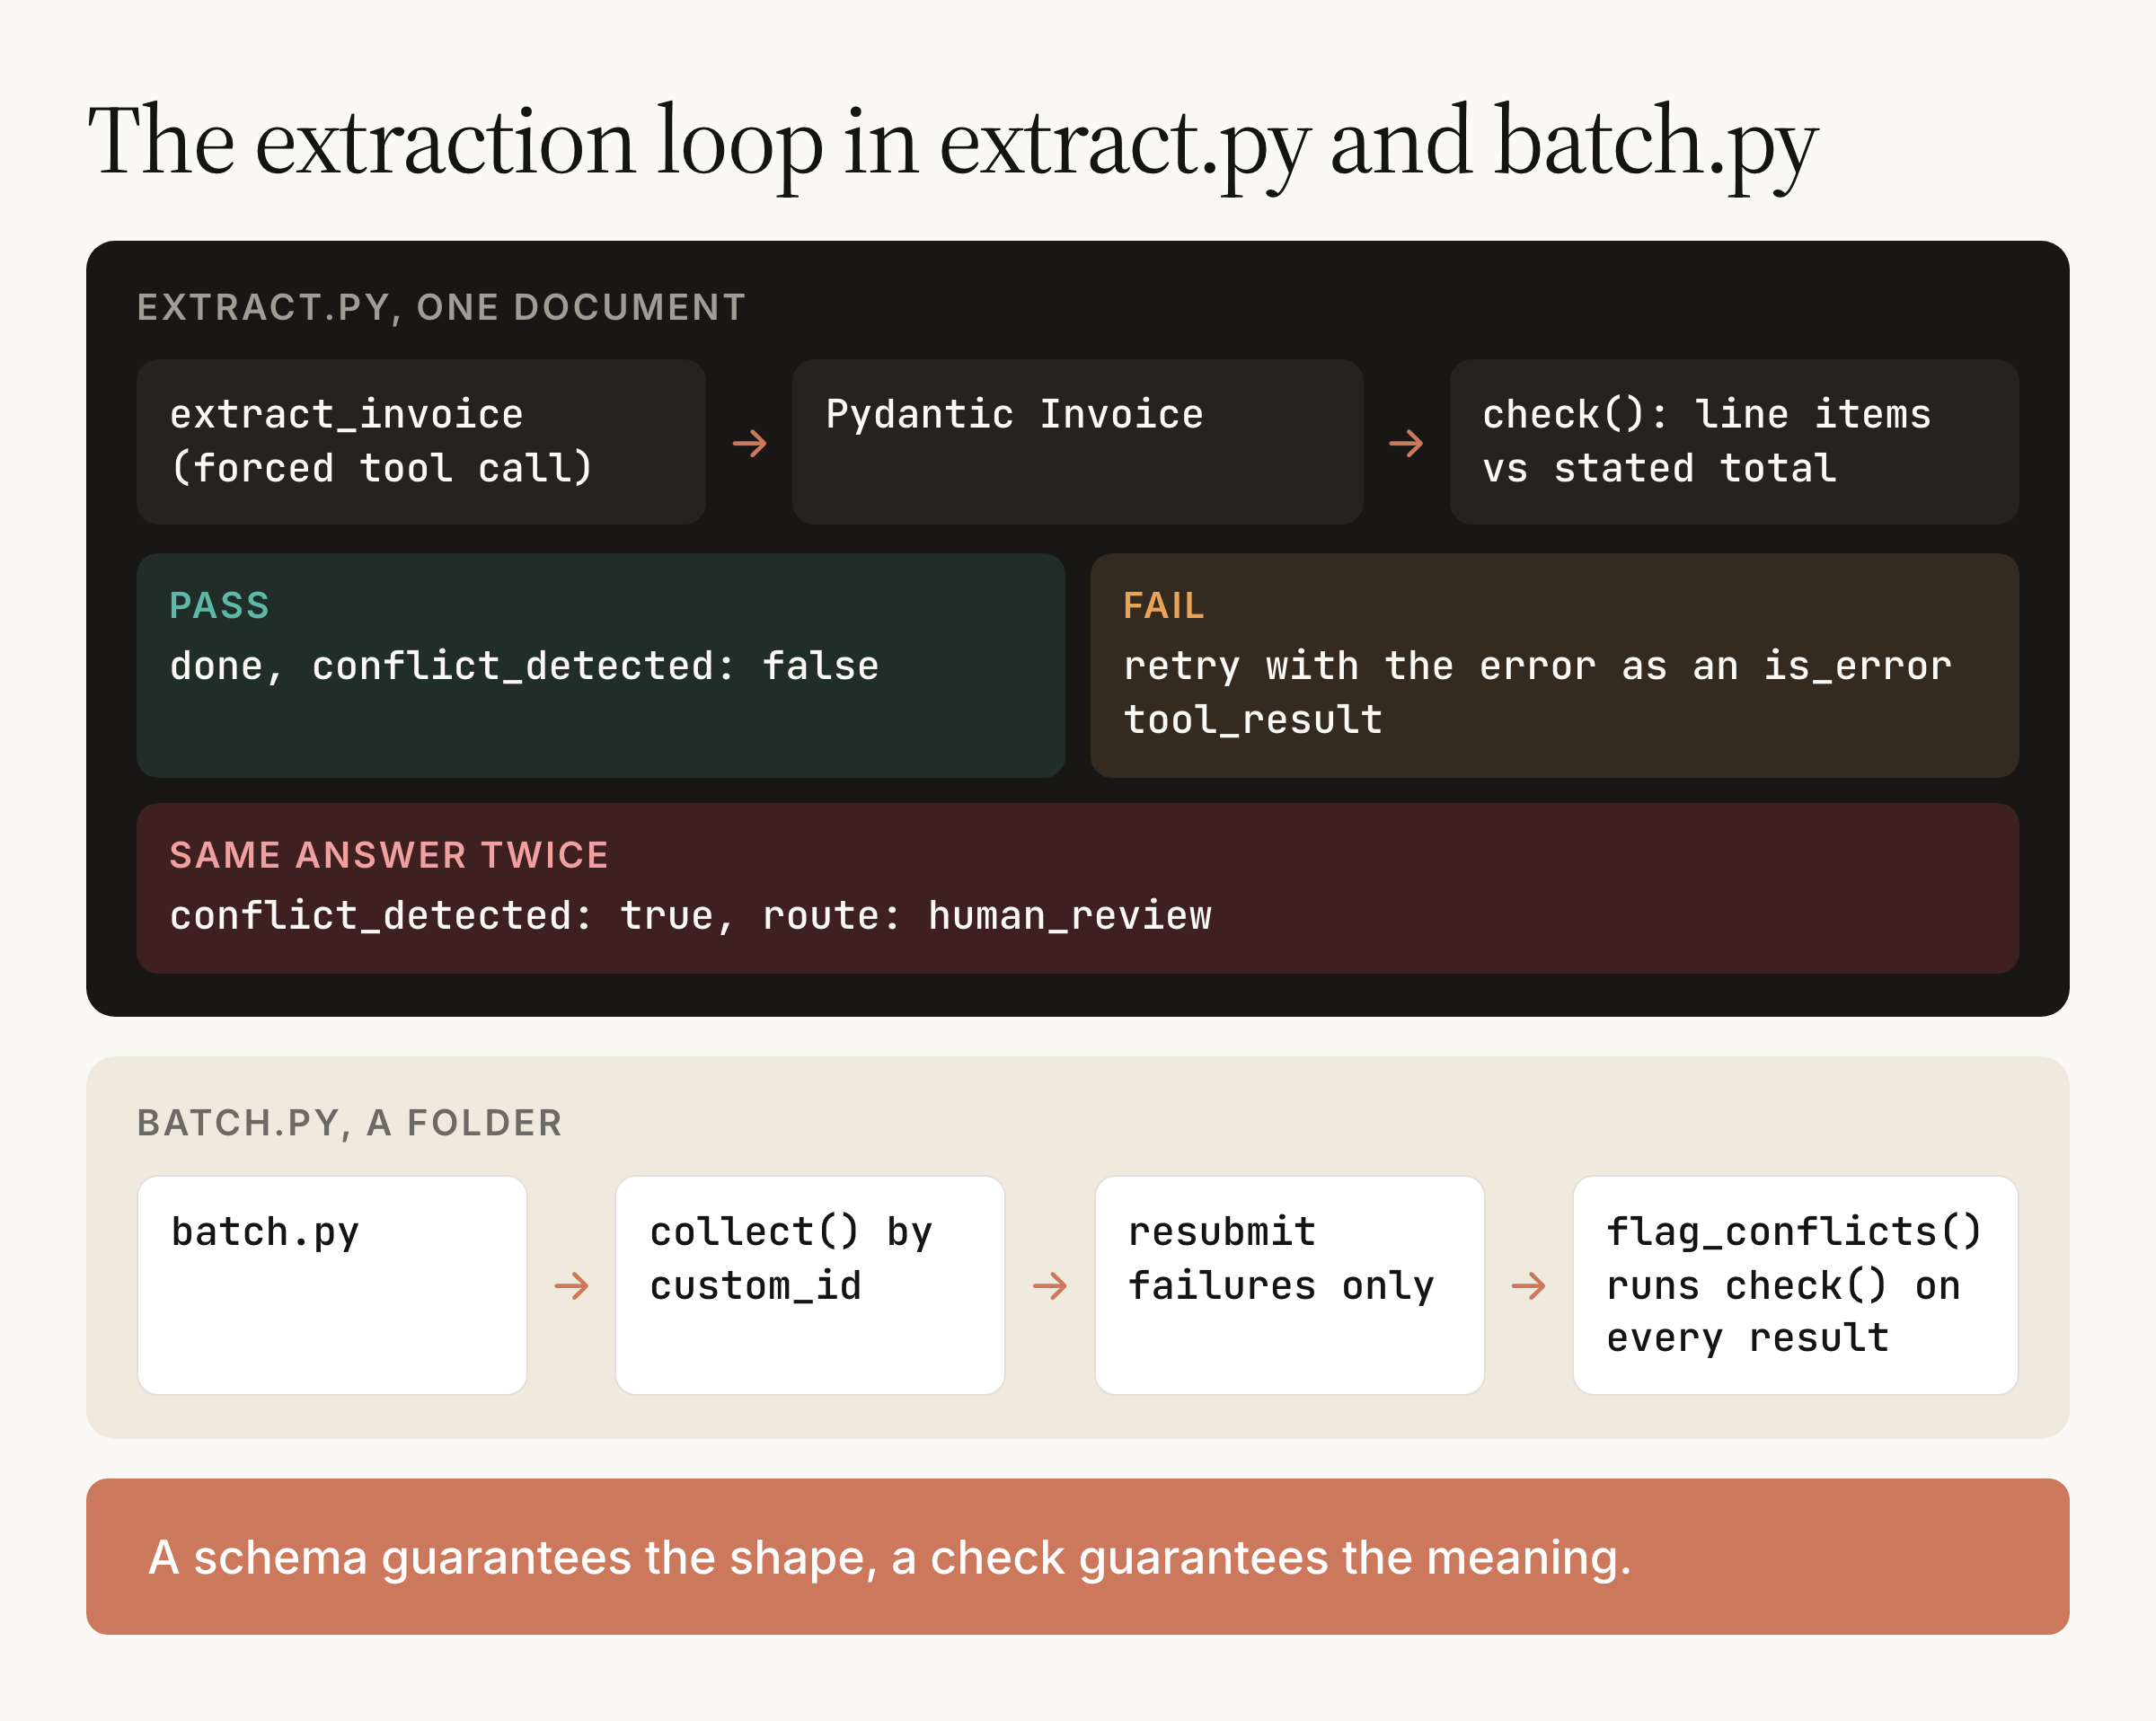 The extraction loop in extract.py and batch.py
EXTRACT.PY, ONE DOCUMENT
extract_invoice
(forced tool call)
Pydantic Invoice
check(): line items
vs stated total
PASS
done, conflict_detected: false
FAIL
retry with the error as an is_error
tool_result
SAME ANSWER TWICE
conflict_detected: true, route: human_review
BATCH.PY, A FOLDER
batch.py
collect() by
custom_id
resubmit
failures only
flag_conflicts()
runs check() on
every result
A schema guarantees the shape, a check guarantees the meaning.